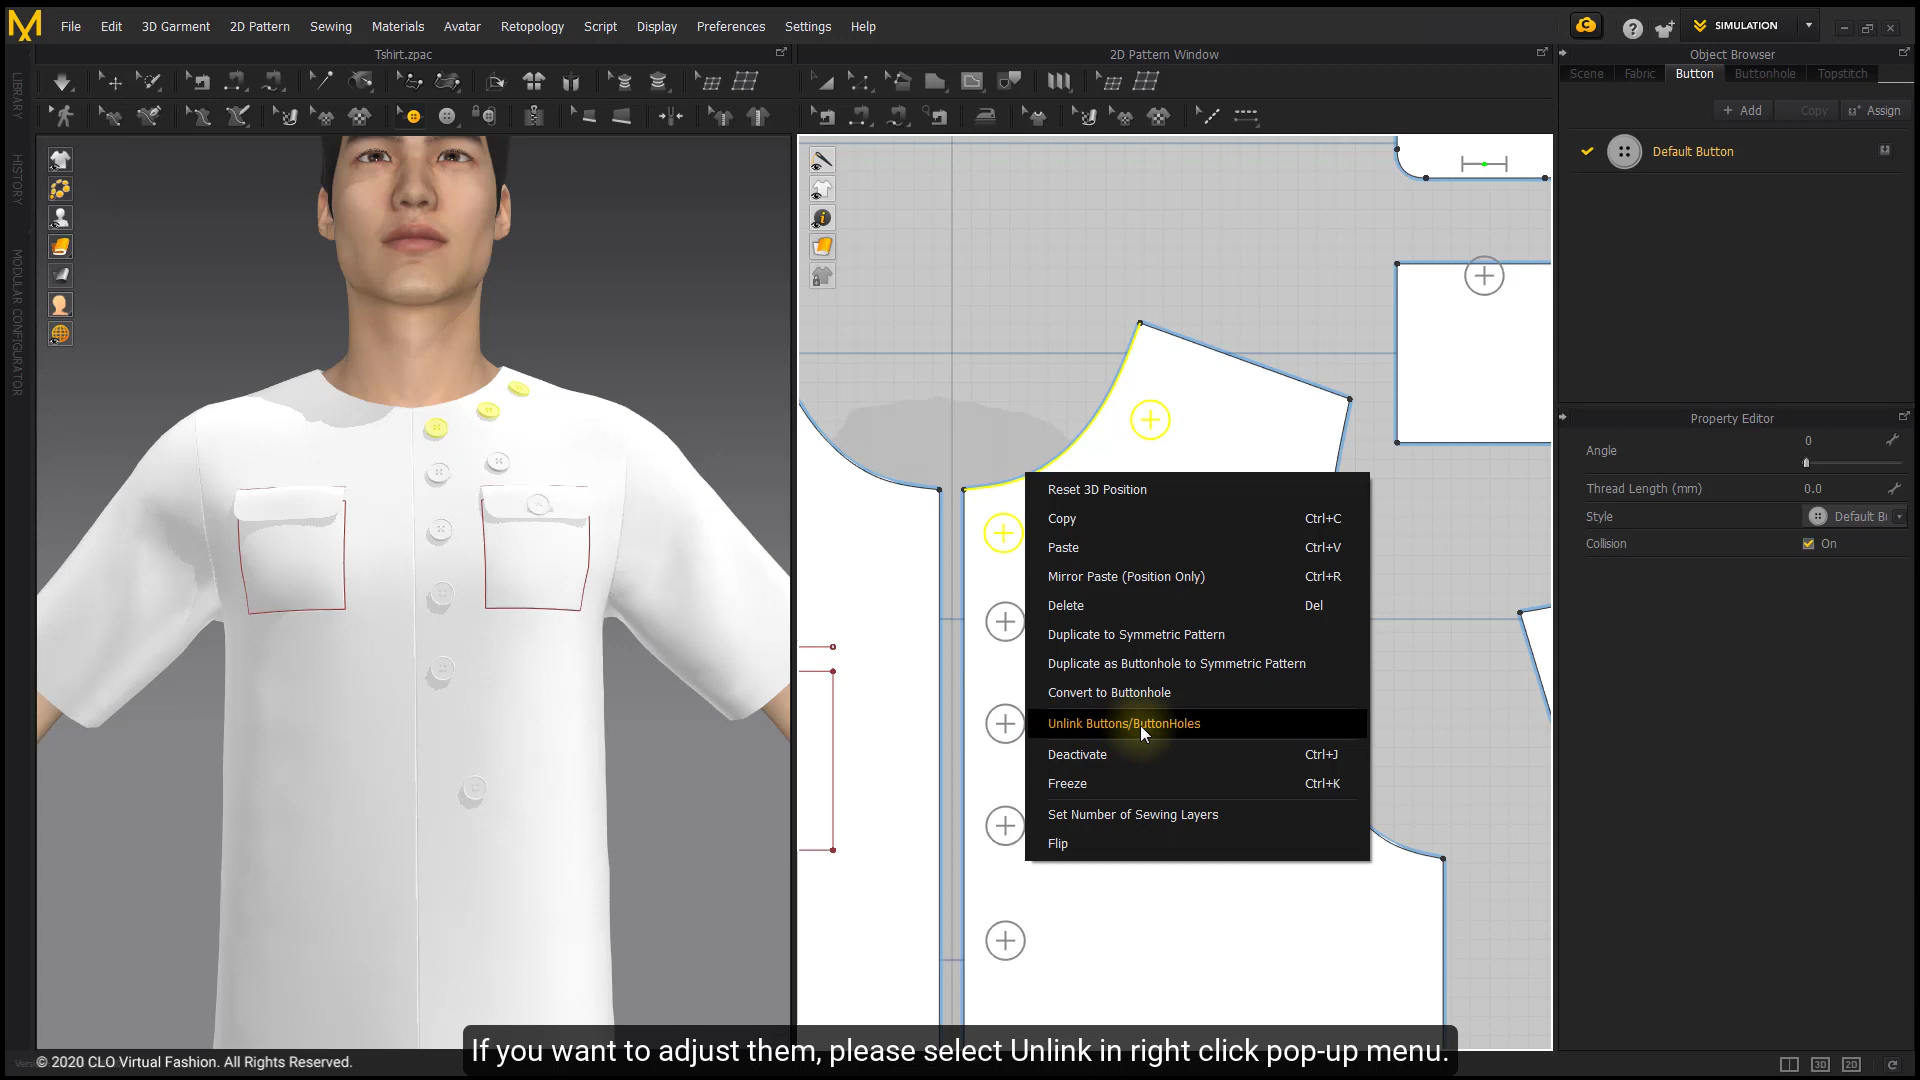 File Edit 3D Garment 2D Pattern Sewing Materials Avatar Retopology Script Display Preferences Settings Help
SIMULATION
Tshirt.zpac
2D Pattern Window
Object Browser
Scene Fabric Button Buttonhole Topstitch
+ Add Copy Assign
Default Button
LIBRARY
HISTORY
MODULAR CONFIGURATOR
Reset 3D Position
Copy Ctrl+C
Paste Ctrl+V
Mirror Paste (Position Only) Ctrl+R
Delete Del
Duplicate to Symmetric Pattern
Duplicate as Buttonhole to Symmetric Pattern
Convert to Buttonhole
Unlink Buttons/ButtonHoles
Deactivate Ctrl+J
Freeze Ctrl+K
Set Number of Sewing Layers
Flip
Property Editor
Angle 0
Thread Length (mm) 0.0
Style Default B
Collision On
© 2020 CLO Virtual Fashion. All Rights Reserved.
If you want to adjust them, please select Unlink in right click pop-up menu.
3D 2D